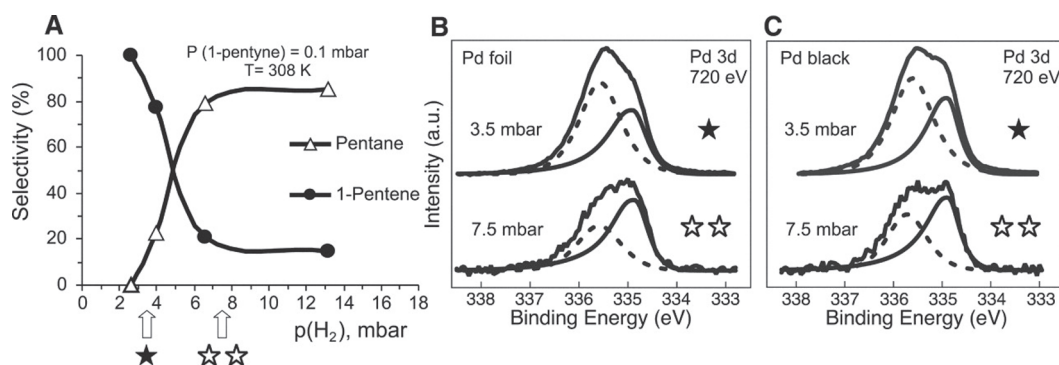 A
P (1-pentyne) = 0.1 mbar
T= 308 K
Selectivity (%)
100
80
60
40
20
0
Pentane
1-Pentene
0 2 4 6 8 10 12 14 16 18
p(H₂), mbar
B
Pd foil
Pd 3d
720 eV
3.5 mbar
7.5 mbar
Intensity (a.u.)
338 337 336 335 334 333
Binding Energy (eV)
C
Pd black
Pd 3d
720 eV
3.5 mbar
7.5 mbar
338 337 336 335 334 333
Binding Energy (eV)